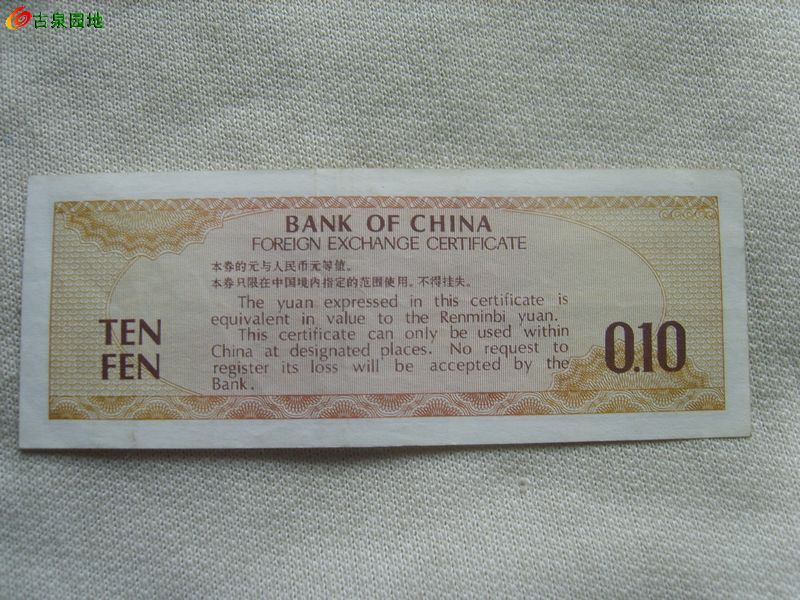 古泉园地
BANK OF CHINA
FOREIGN EXCHANGE CERTIFICATE
本券的元与人民币元等值。
本券只限在中国境内指定的范围使用。不得挂失。
The yuan expressed in this certificate is
equivalent in value to the Renminbi yuan.
This certificate can only be used within
China at designated places. No request to
register its loss will be accepted by the
Bank.
TEN
FEN
0.10